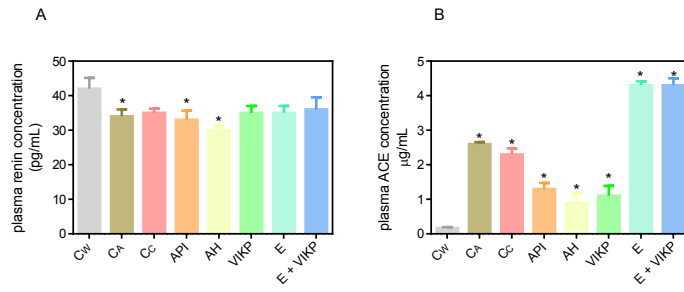 A
B
plasma renin concentration
(pg/mL)
50
40
30
20
10
0
* * *
CW
CA
CC
API
AH
VIKP
E
E + VIKP
plasma ACE concentration
µg/mL
5
4
3
2
1
0
* * * * * * *
CW
CA
CC
API
AH
VIKP
E
E + VIKP